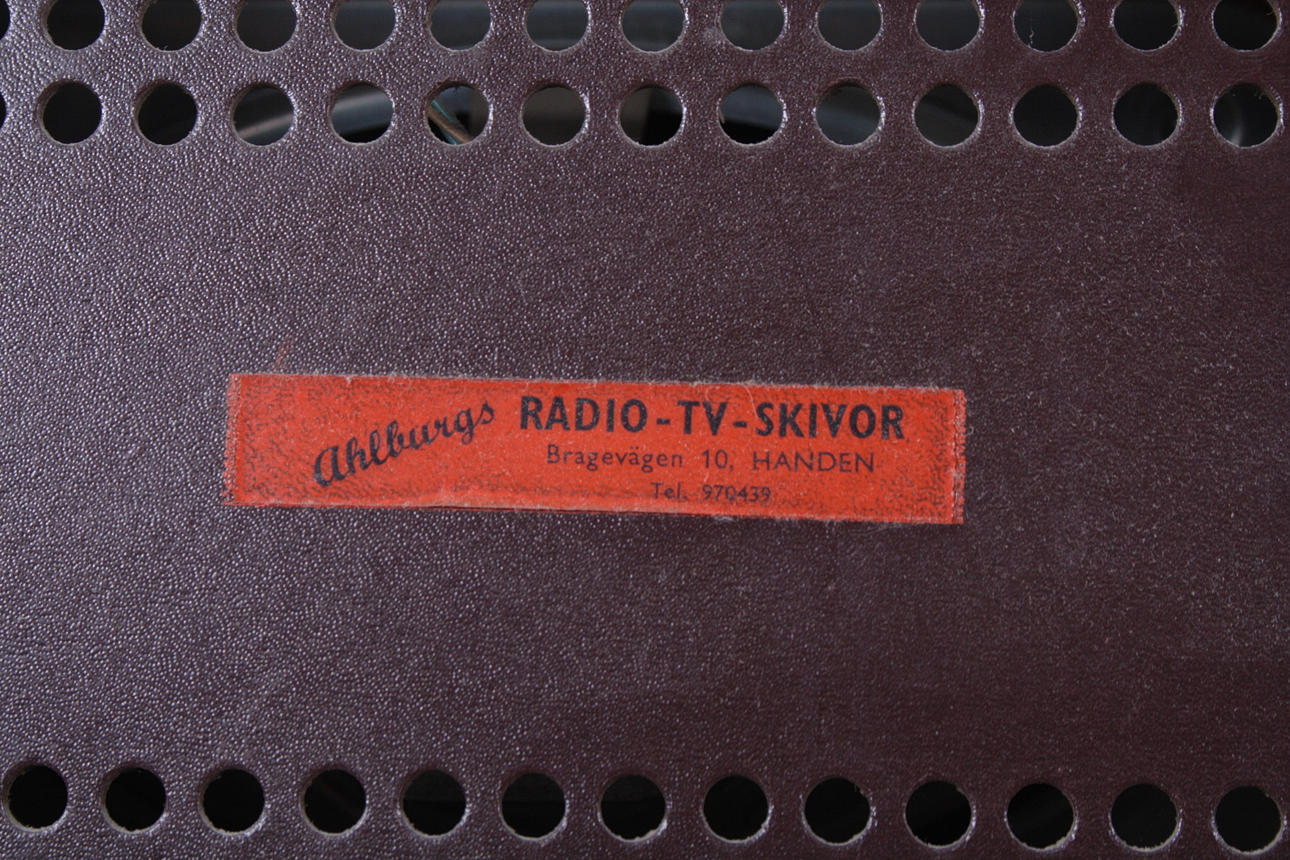 Ahlburgs RADIO-TV-SKIVOR
Bragevägen 10, HANDEN
Tel. 970439